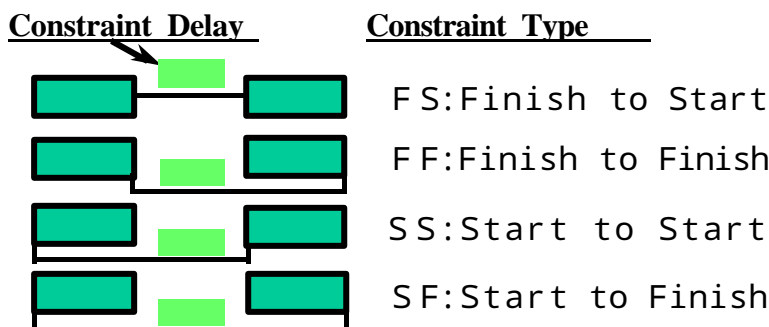 Constraint Delay
Constraint Type
FS:Finish to Start
FF:Finish to Finish
SS:Start to Start
SF:Start to Finish